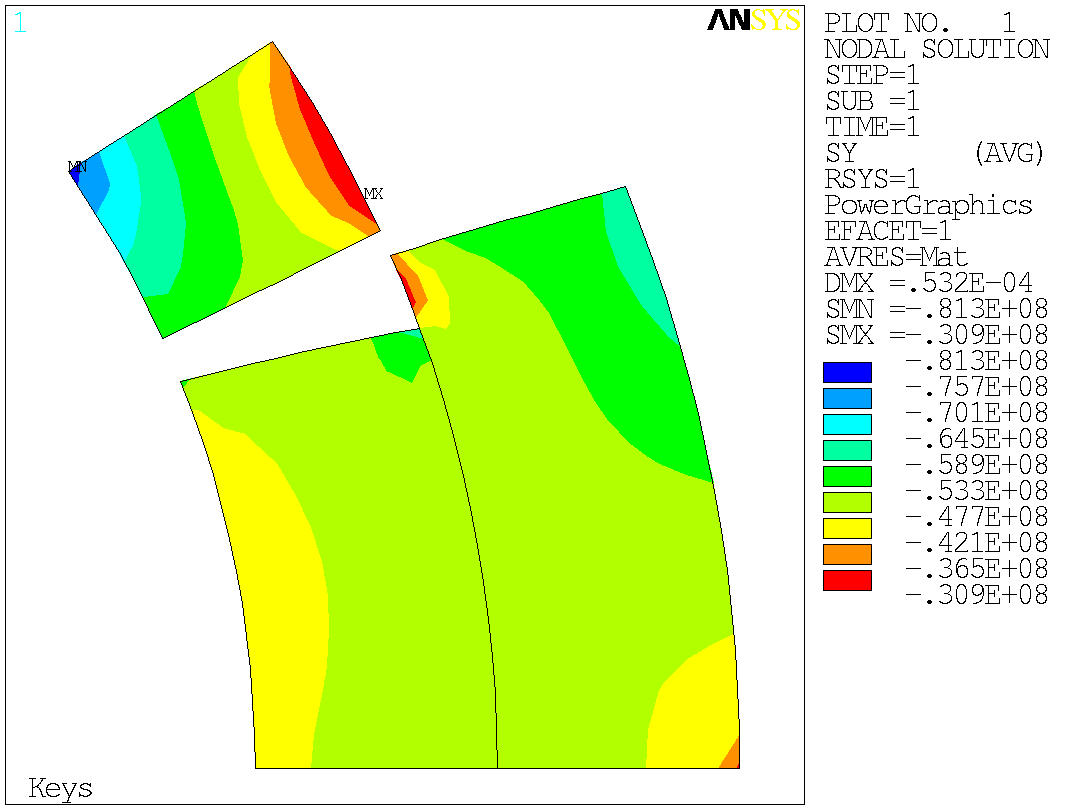 1
ANSYS
MN
MX
Keys
PLOT NO.   1
NODAL SOLUTION
STEP=1
SUB =1
TIME=1
SY       (AVG)
RSYS=1
PowerGraphics
EFACET=1
AVRES=Mat
DMX =.532E-04
SMN =-.813E+08
SMX =-.309E+08
-.813E+08
-.757E+08
-.701E+08
-.645E+08
-.589E+08
-.533E+08
-.477E+08
-.421E+08
-.365E+08
-.309E+08